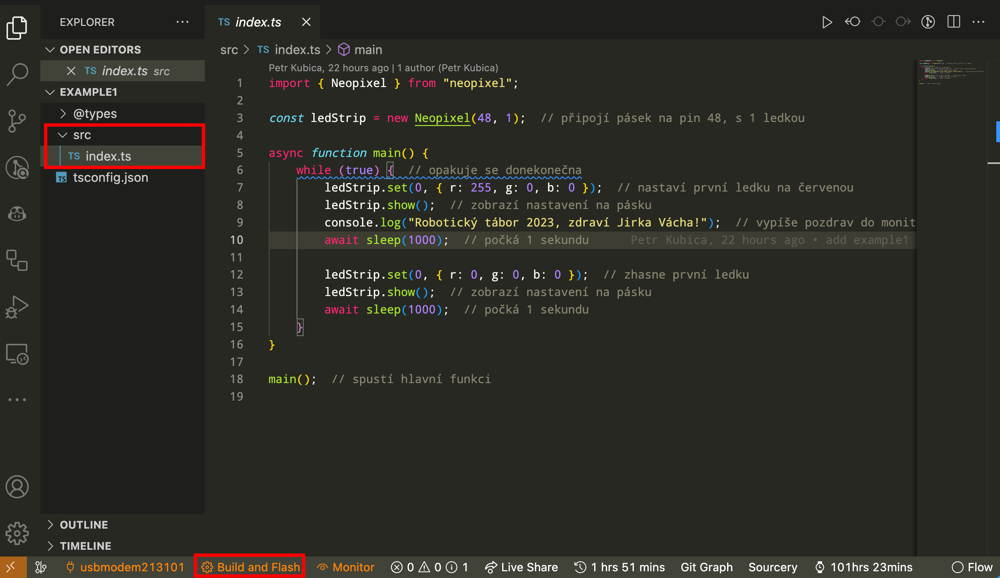 EXPLORER
TS index.ts
OPEN EDITORS
TS index.ts src
EXAMPLE1
@types
src
TS index.ts
tsconfig.json
OUTLINE
TIMELINE
src > TS index.ts > main
Petr Kubica, 22 hours ago | 1 author (Petr Kubica)
1 import { Neopixel } from "neopixel";
2
3 const ledStrip = new Neopixel(48, 1);  // připojí pásek na pin 48, s 1 ledkou
4
5 async function main() {
6 while (true) {  // opakuje se donekonečna
7 ledStrip.set(0, { r: 255, g: 0, b: 0 });  // nastaví první ledku na červenou
8 ledStrip.show();  // zobrazí nastavení na pásku
9 console.log("Robotický tábor 2023, zdraví Jirka Vácha!");  // vypíše pozdrav do monit
10 await sleep(1000);  // počká 1 sekundu Petr Kubica, 22 hours ago • add example1
11
12 ledStrip.set(0, { r: 0, g: 0, b: 0 });  // zhasne první ledku
13 ledStrip.show();  // zobrazí nastavení na pásku
14 await sleep(1000);  // počká 1 sekundu
15 }
16 }
17
18 main();  // spustí hlavní funkci
19
usbmodem213101 Build and Flash Monitor 0 0 1 Live Share 1 hrs 51 mins Git Graph Sourcery 101hrs 23mins Flow